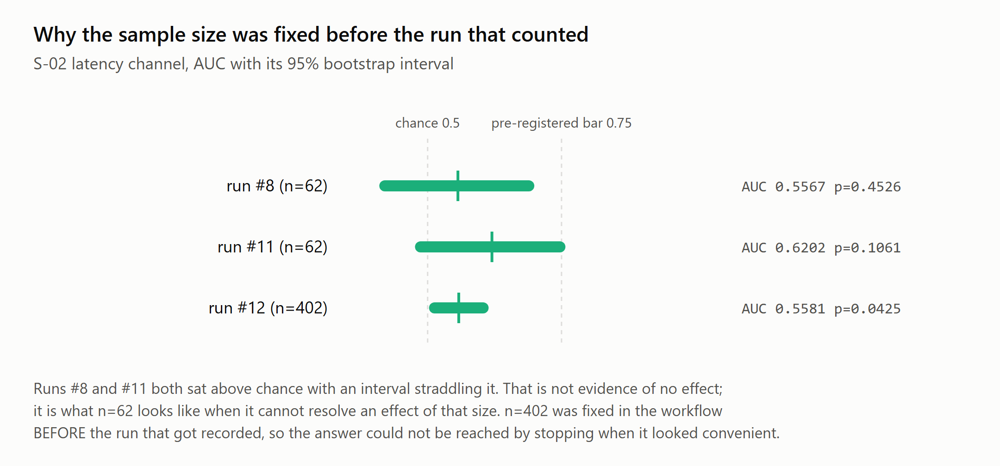 Why the sample size was fixed before the run that counted
S-02 latency channel, AUC with its 95% bootstrap interval
chance 0.5 pre-registered bar 0.75
run #8 (n=62) AUC 0.5567 p=0.4526
run #11 (n=62) AUC 0.6202 p=0.1061
run #12 (n=402) AUC 0.5581 p=0.0425
Runs #8 and #11 both sat above chance with an interval straddling it. That is not evidence of no effect;
it is what n=62 looks like when it cannot resolve an effect of that size. n=402 was fixed in the workflow
BEFORE the run that got recorded, so the answer could not be reached by stopping when it looked convenient.